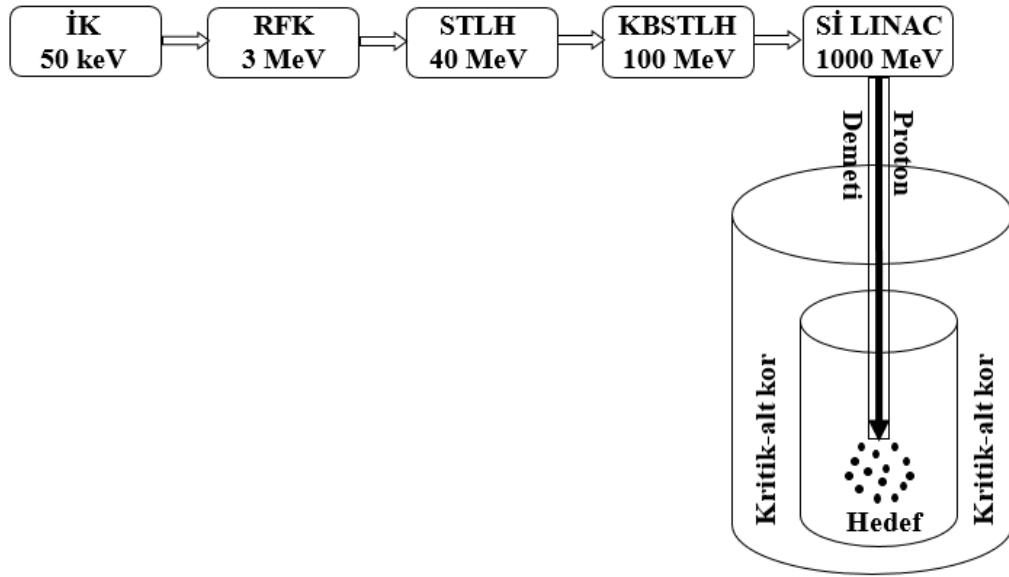 İK
50 keV
RFK
3 MeV
STLH
40 MeV
KBSTLH
100 MeV
Sİ LINAC
1000 MeV
Proton
Demeti
Kritik-alt kor
Kritik-alt kor
Hedef